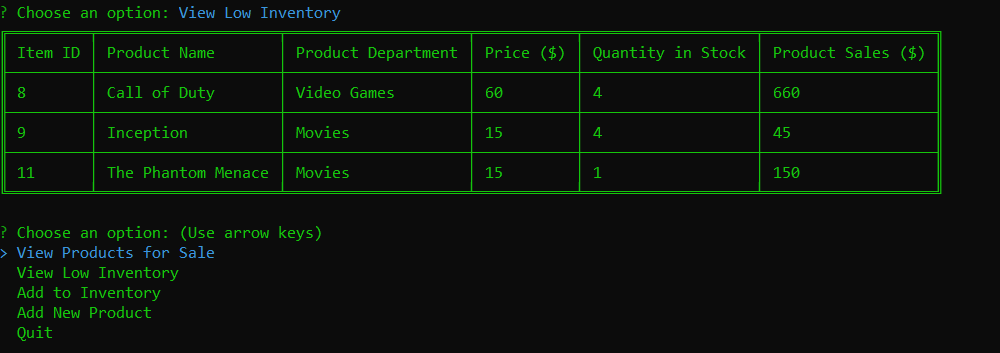 ? Choose an option: View Low Inventory
Item ID Product Name Product Department Price ($) Quantity in Stock Product Sales ($)
8 Call of Duty Video Games 60 4 660
9 Inception Movies 15 4 45
11 The Phantom Menace Movies 15 1 150
? Choose an option: (Use arrow keys)
> View Products for Sale
View Low Inventory
Add to Inventory
Add New Product
Quit